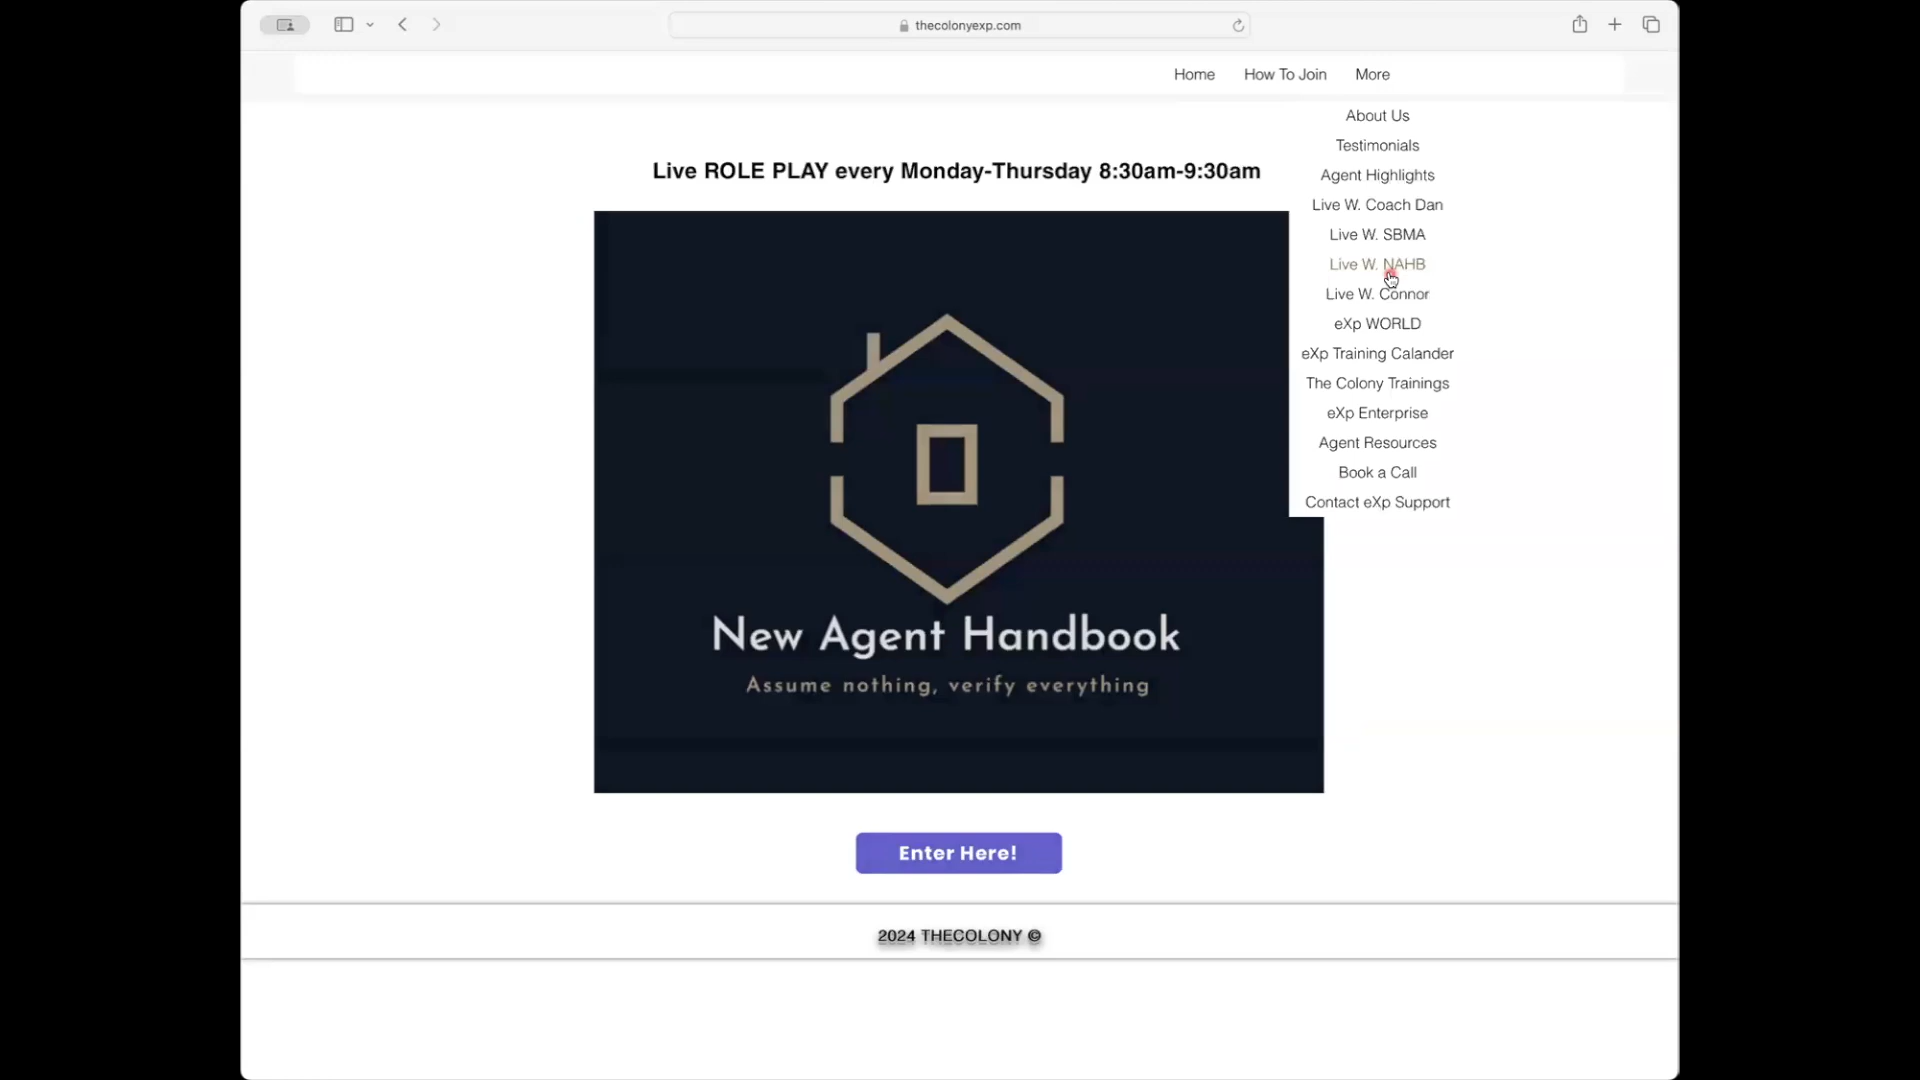 thecolonyexp.com
Home How To Join More
About Us
Testimonials
Agent Highlights
Live W. Coach Dan
Live W. SBMA
Live W. NAHB
Live W. Connor
eXp WORLD
eXp Training Calander
The Colony Trainings
eXp Enterprise
Agent Resources
Book a Call
Contact eXp Support
Live ROLE PLAY every Monday-Thursday 8:30am-9:30am
New Agent Handbook
Assume nothing, verify everything
Enter Here!
2024 THECOLONY ©